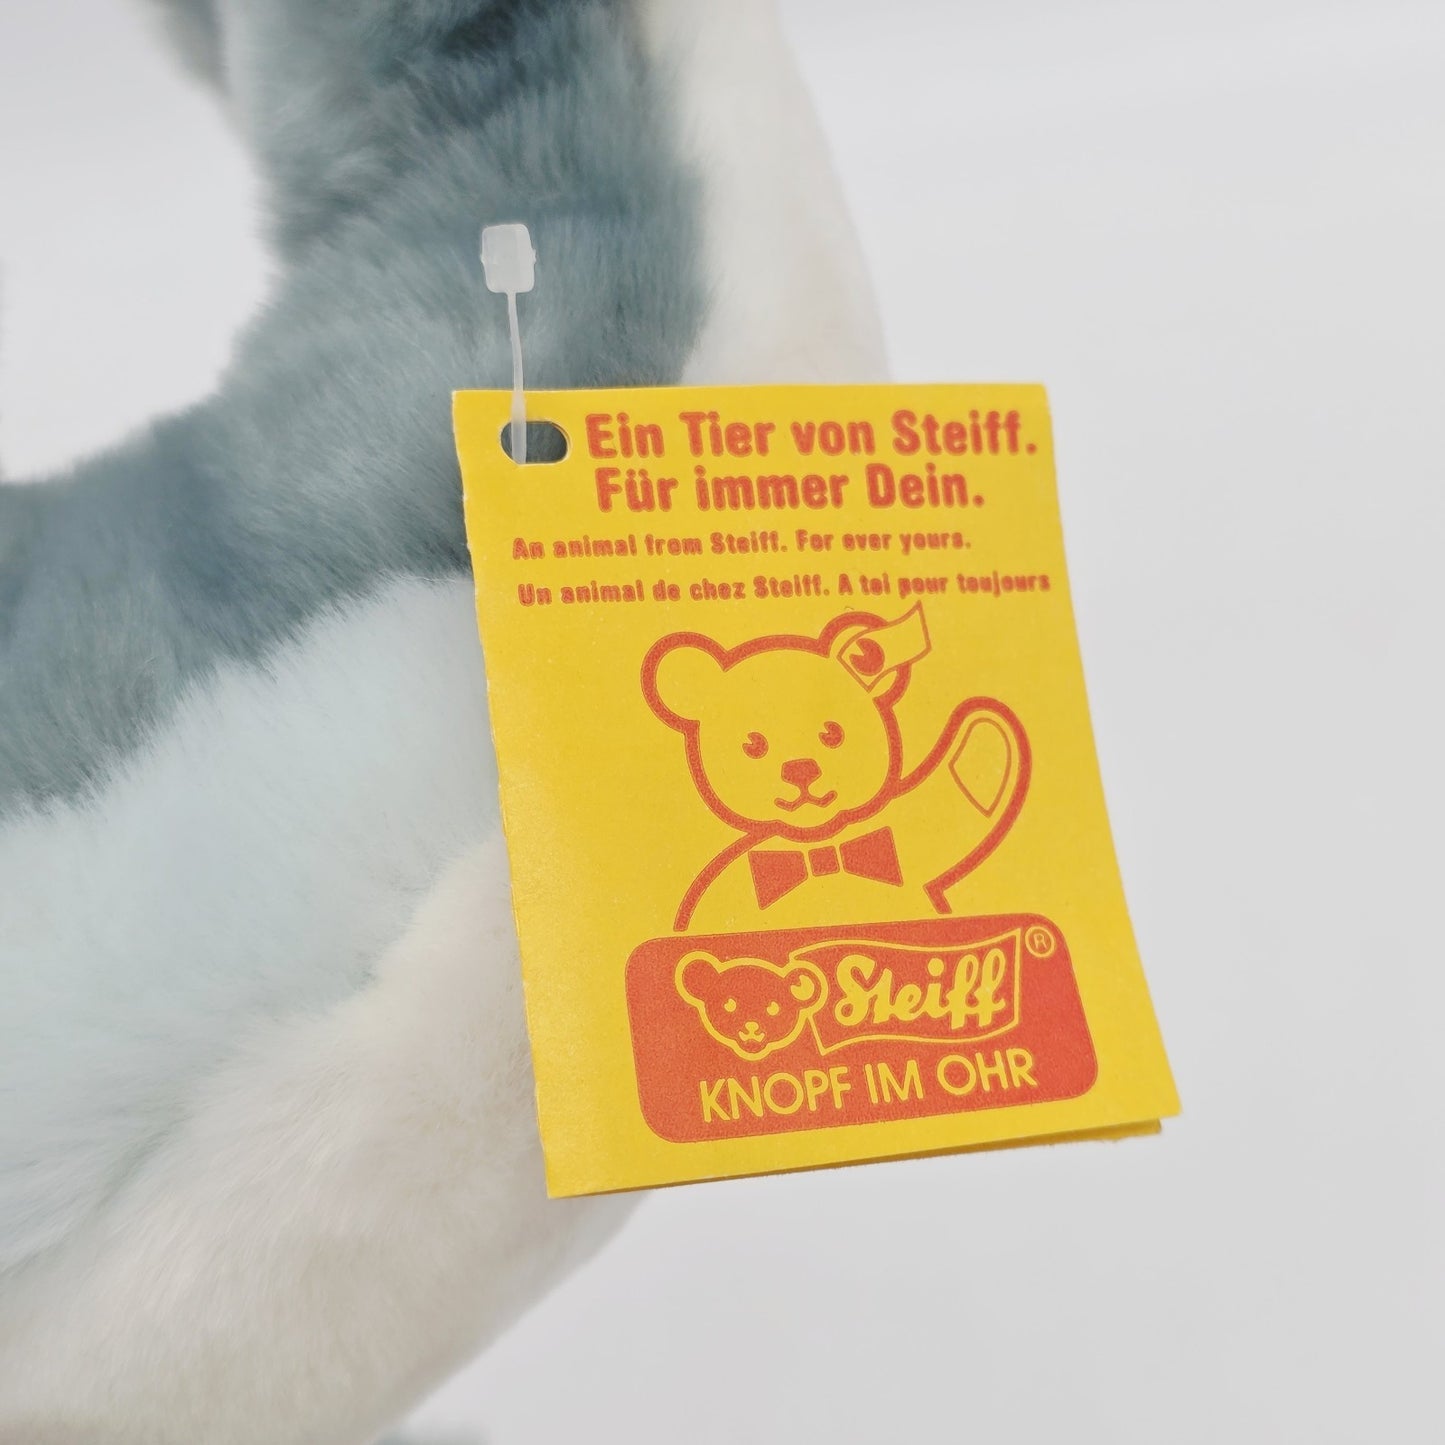 Ein Tier von Steiff.
Für immer Dein.
An animal from Steiff. For ever yours.
Un animal de chez Steiff. A toi pour toujours
Steiff ®
KNOPF IM OHR